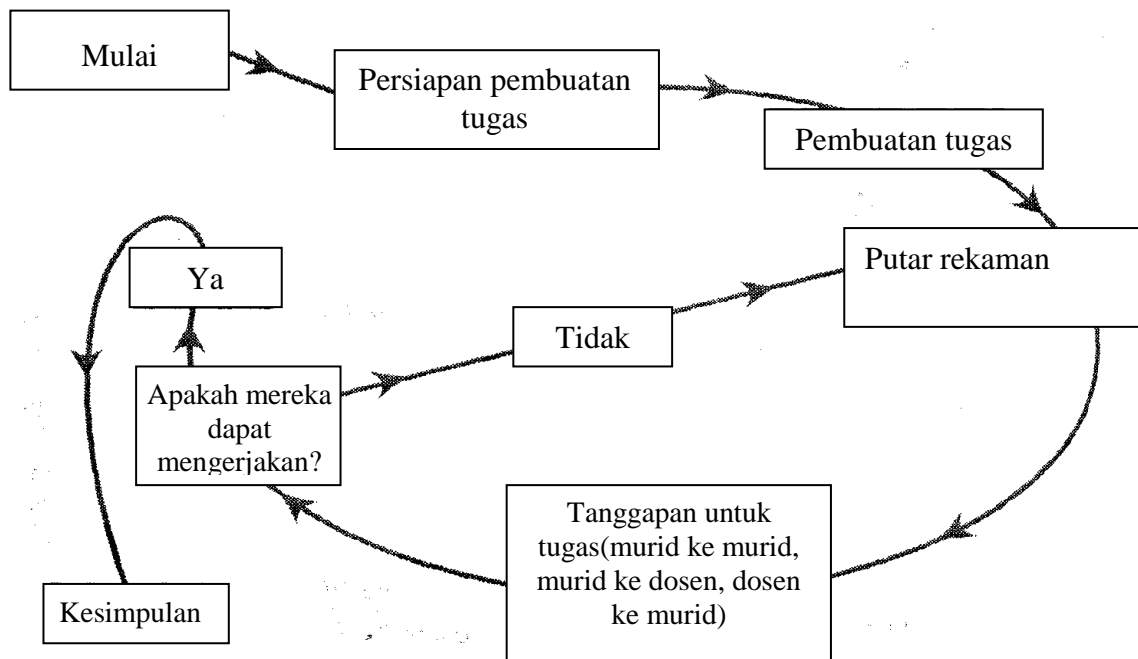 Mulai
Persiapan pembuatan
tugas
Pembuatan tugas
Putar rekaman
Tanggapan untuk
tugas(murid ke murid,
murid ke dosen, dosen
ke murid)
Apakah mereka
dapat
mengerjakan?
Tidak
Ya
Kesimpulan